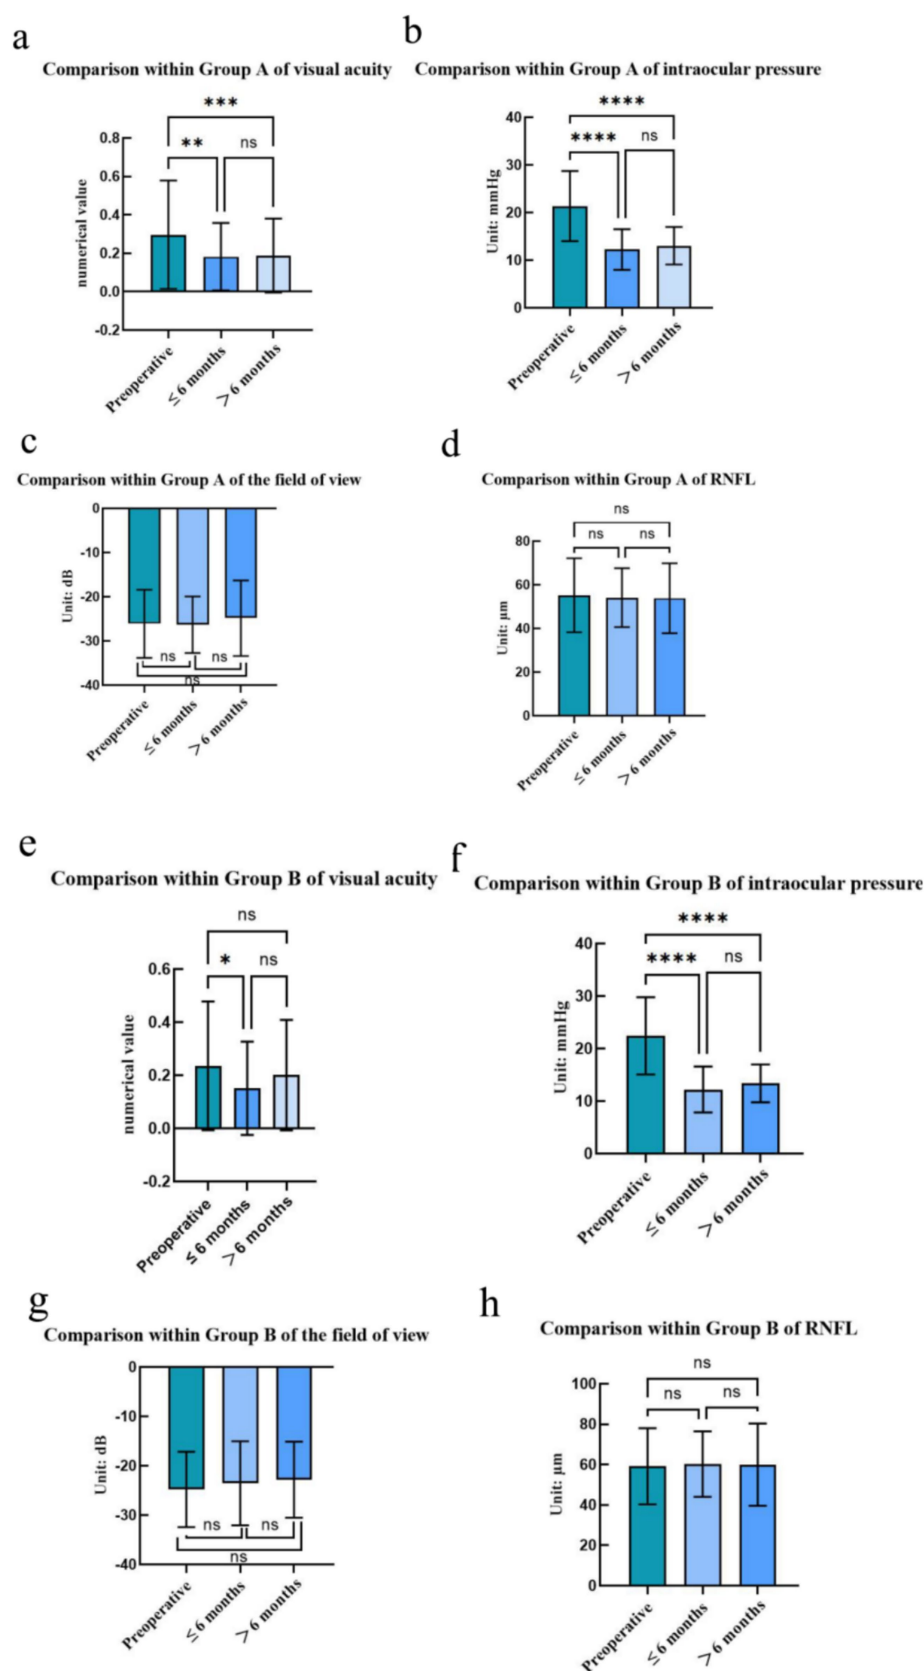 a
Comparison within Group A of visual acuity
***
**
ns
0.8
0.6
0.4
0.2
0.0
-0.2
numerical value
Preoperative
≤ 6 months
> 6 months
b
Comparison within Group A of intraocular pressure
****
****
ns
40
30
20
10
0
Unit: mmHg
Preoperative
≤ 6 months
> 6 months
c
Comparison within Group A of the field of view
0
-10
-20
-30
-40
Unit: dB
ns
ns
ns
Preoperative
≤ 6 months
> 6 months
d
Comparison within Group A of RNFL
ns
ns
ns
80
60
40
20
0
Unit: µm
Preoperative
≤ 6 months
> 6 months
e
Comparison within Group B of visual acuity
ns
*
ns
0.6
0.4
0.2
0.0
-0.2
numerical value
Preoperative
≤ 6 months
> 6 months
f
Comparison within Group B of intraocular pressure
****
****
ns
40
30
20
10
0
Unit: mmHg
Preoperative
≤ 6 months
> 6 months
g
Comparison within Group B of the field of view
0
-10
-20
-30
-40
Unit: dB
ns
ns
ns
Preoperative
≤ 6 months
> 6 months
h
Comparison within Group B of RNFL
ns
ns
ns
100
80
60
40
20
0
Unit: µm
Preoperative
≤ 6 months
> 6 months